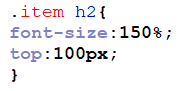 .item h2{
font-size:150%;
top:100px;
}